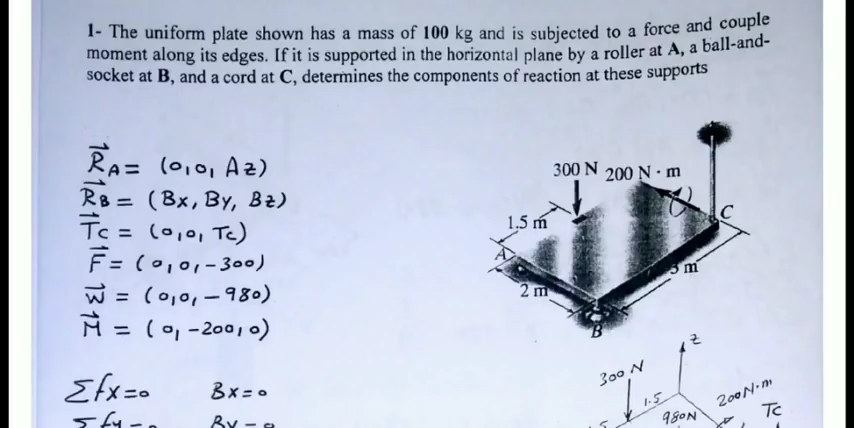 1- The uniform plate shown has a mass of 100 kg and is subjected to a force and couple
moment along its edges. If it is supported in the horizontal plane by a roller at A, a ball-and-
socket at B, and a cord at C, determines the components of reaction at these supports
R⃗A = (0,0, Az)
R⃗B = (Bx, By, Bz)
T⃗c = (0,0, Tc)
F⃗ = (0,0,-300)
W⃗ = (0,0,-980)
M⃗ = (0,-200,0)
Σfx=0 Bx=0
Σfy=0 By=0
300 N 200 N · m
1.5 m
C
A
3 m
2 m
B
z
300 N
1.5
200N.m
980N
Tc